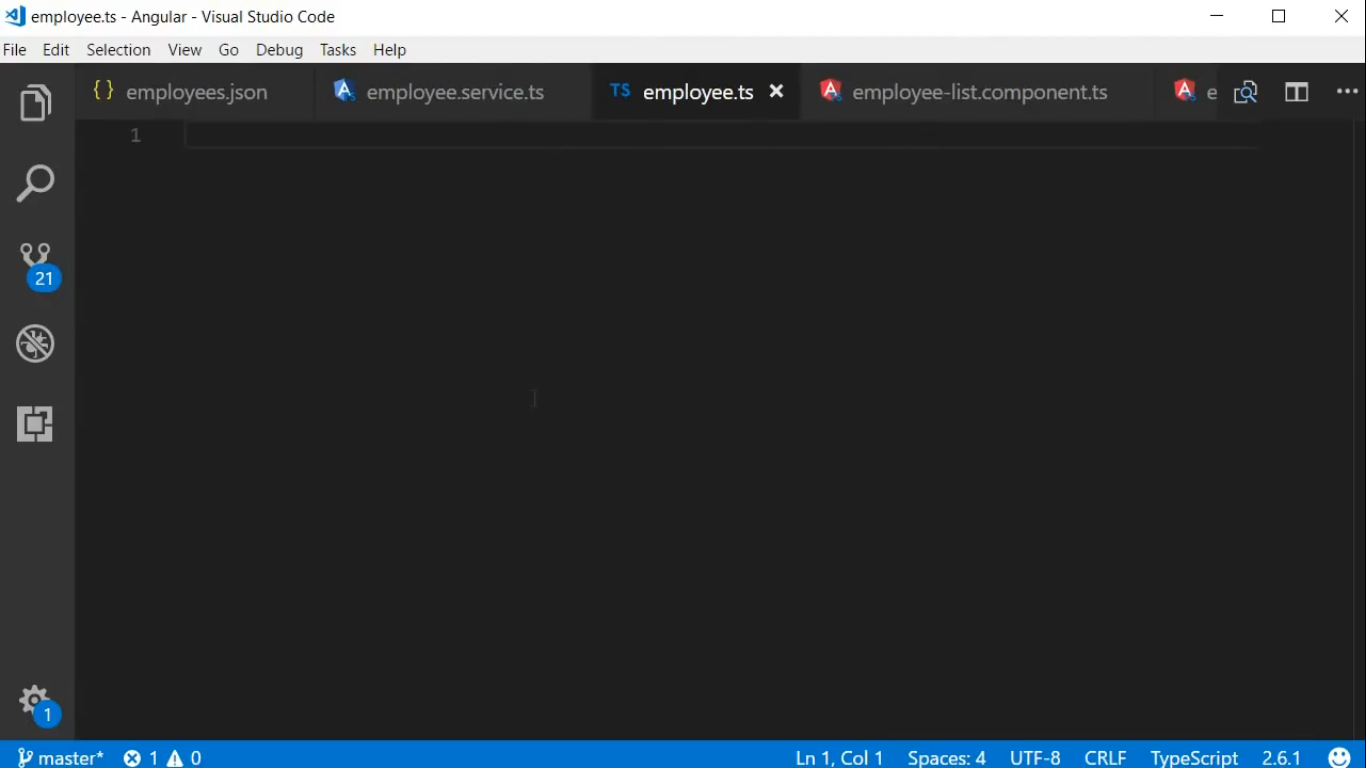 employee.ts - Angular - Visual Studio Code
File Edit Selection View Go Debug Tasks Help
{ } employees.json employee.service.ts TS employee.ts employee-list.component.ts e
1
21
1
master* 1 0 Ln 1, Col 1 Spaces: 4 UTF-8 CRLF TypeScript 2.6.1